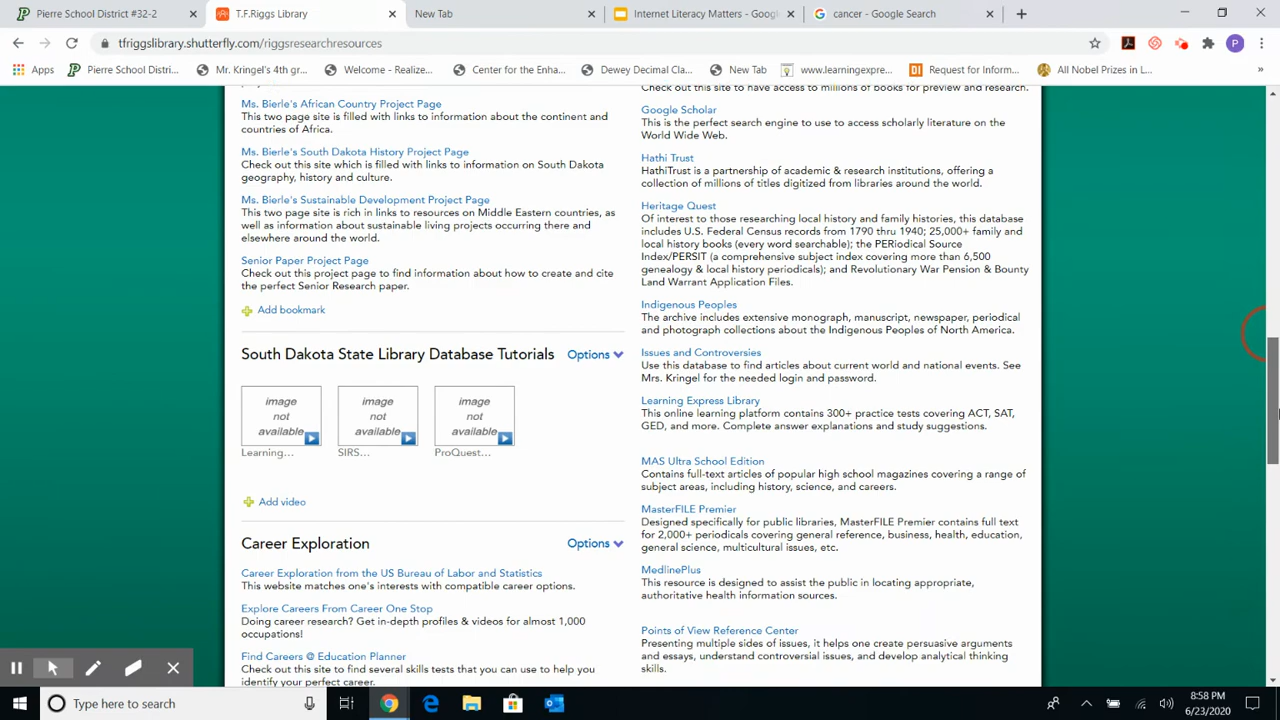 Pierre School District #32-2
T.F.Riggs Library
New Tab
Internet Literacy Matters - Goog
cancer - Google Search
tfriggslibrary.shutterfly.com/riggsresearchresources
P
Apps
Pierre School Distri...
Mr. Kringel's 4th gr...
Welcome - Realize...
Center for the Enha...
Dewey Decimal Cla...
New Tab
www.learningexpre...
DI
Request for Inform...
All Nobel Prizes in L...
»
Ms. Bierle's African Country Project Page
This two page site is filled with links to information about the continent and
countries of Africa.
Ms. Bierle's South Dakota History Project Page
Check out this site which is filled with links to information on South Dakota
geography, history and culture.
Ms. Bierle's Sustainable Development Project Page
This two page site is rich in links to resources on Middle Eastern countries, as
well as information about sustainable living projects occurring there and
elsewhere around the world.
Senior Paper Project Page
Check out this project page to find information about how to create and cite
the perfect Senior Research paper.
Add bookmark
South Dakota State Library Database Tutorials
Options
image
not
available
image
not
available
image
not
available
Learning...
SIRS...
ProQuest...
Add video
Career Exploration
Options
Career Exploration from the US Bureau of Labor and Statistics
This website matches one's interests with compatible career options.
Explore Careers From Career One Stop
Doing career research? Get in-depth profiles & videos for almost 1,000
occupations!
Find Careers @ Education Planner
Check out this site to find several skills tests that you can use to help you
identify your perfect career.
Check out this site to have access to millions of books for preview and research.
Google Scholar
This is the perfect search engine to use to access scholarly literature on the
World Wide Web.
Hathi Trust
HathiTrust is a partnership of academic & research institutions, offering a
collection of millions of titles digitized from libraries around the world.
Heritage Quest
Of interest to those researching local history and family histories, this database
includes U.S. Federal Census records from 1790 thru 1940; 25,000+ family and
local history books (every word searchable); the PERiodical Source
Index/PERSIT (a comprehensive subject index covering more than 6,500
genealogy & local history periodicals); and Revolutionary War Pension & Bounty
Land Warrant Application Files.
Indigenous Peoples
The archive includes extensive monograph, manuscript, newspaper, periodical
and photograph collections about the Indigenous Peoples of North America.
Issues and Controversies
Use this database to find articles about current world and national events. See
Mrs. Kringel for the needed login and password.
Learning Express Library
This online learning platform contains 300+ practice tests covering ACT, SAT,
GED, and more. Complete answer explanations and study suggestions.
MAS Ultra School Edition
Contains full-text articles of popular high school magazines covering a range of
subject areas, including history, science, and careers.
MasterFILE Premier
Designed specifically for public libraries, MasterFILE Premier contains full text
for 2,000+ periodicals covering general reference, business, health, education,
general science, multicultural issues, etc.
MedlinePlus
This resource is designed to assist the public in locating appropriate,
authoritative health information sources.
Points of View Reference Center
Presenting multiple sides of issues, it helps one create persuasive arguments
and essays, understand controversial issues, and develop analytical thinking
skills.
Type here to search
8:58 PM
6/23/2020